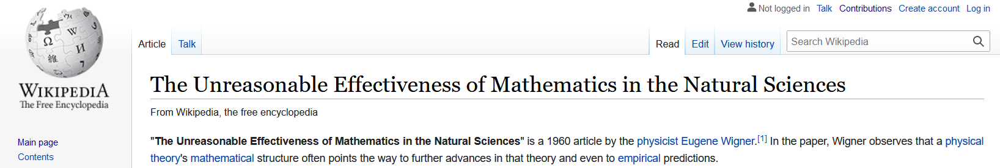 Not logged in Talk Contributions Create account Log in
Article Talk Read Edit View history Search Wikipedia
WIKIPEDIA
The Free Encyclopedia
Main page
Contents
The Unreasonable Effectiveness of Mathematics in the Natural Sciences
From Wikipedia, the free encyclopedia
"The Unreasonable Effectiveness of Mathematics in the Natural Sciences" is a 1960 article by the physicist Eugene Wigner.[1] In the paper, Wigner observes that a physical
theory's mathematical structure often points the way to further advances in that theory and even to empirical predictions.